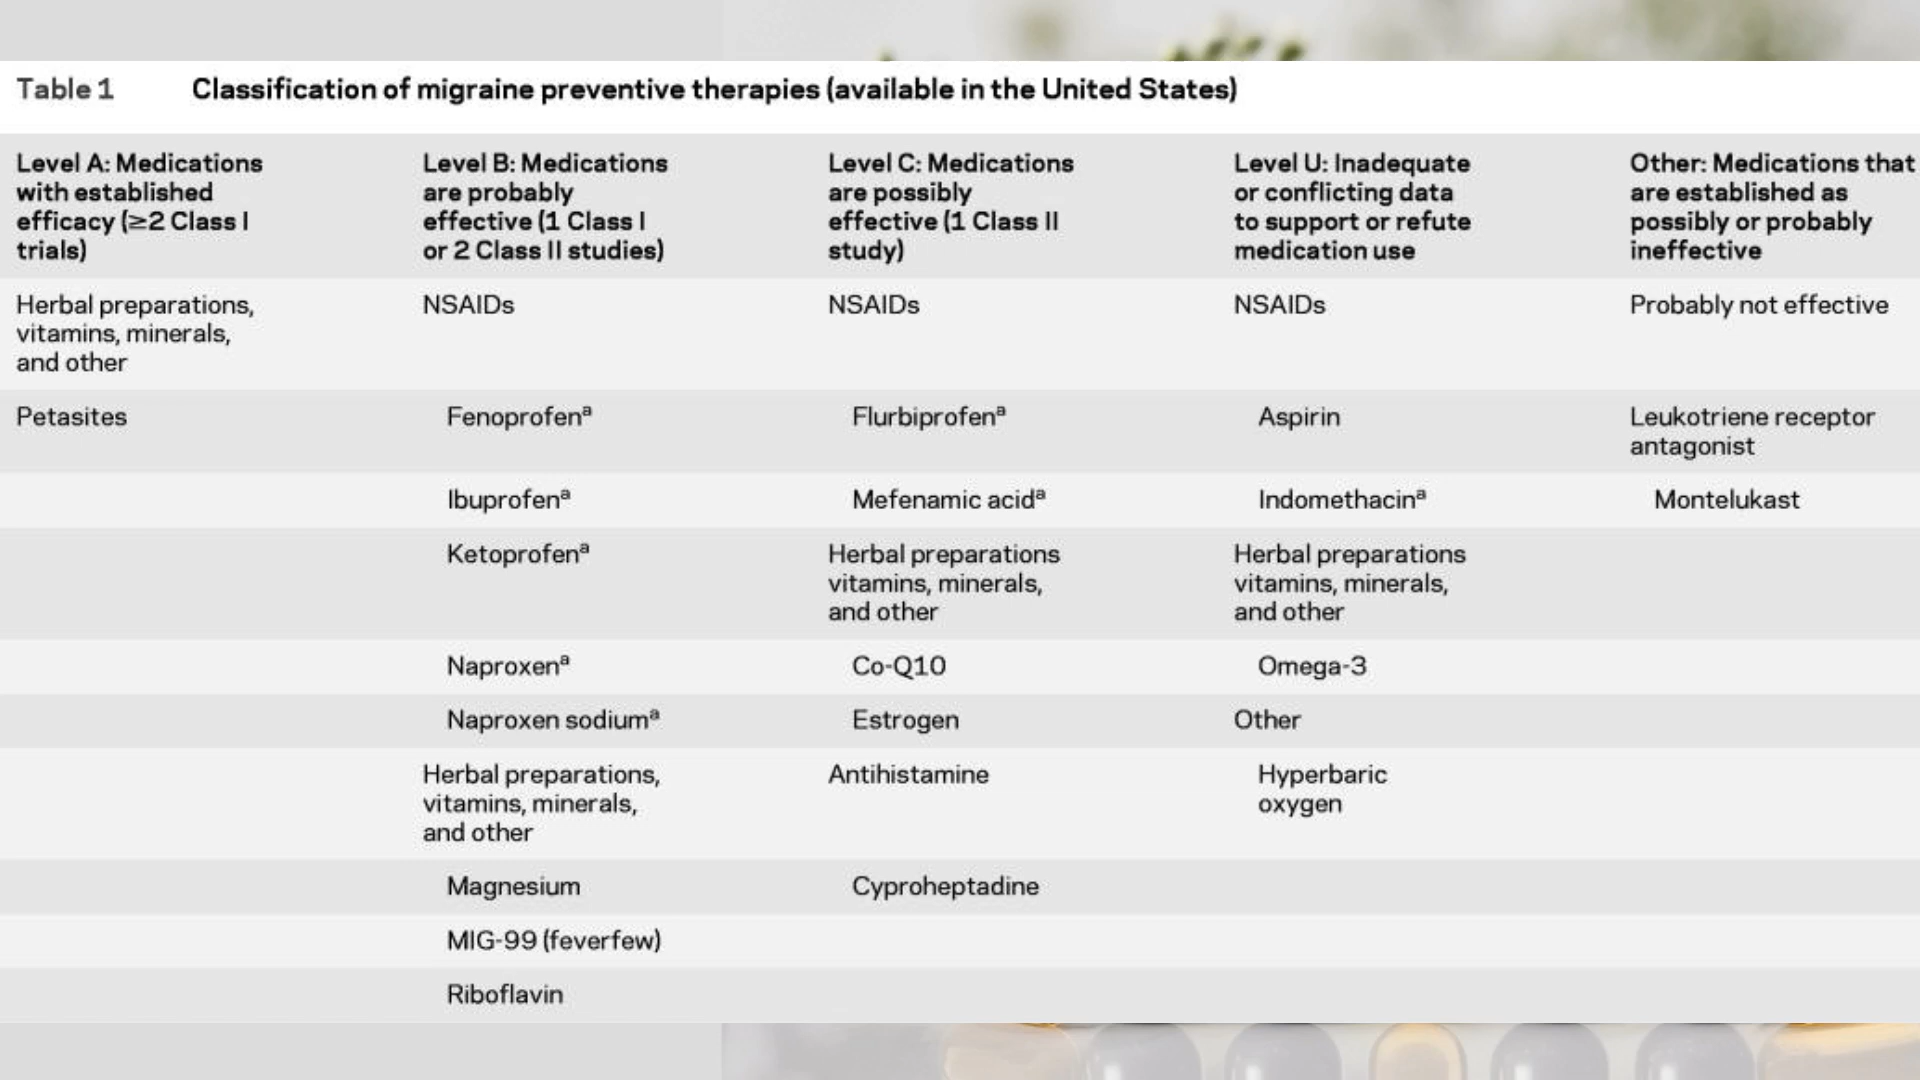 Table 1 Classification of migraine preventive therapies (available in the United States)
Level A: Medications
with established
efficacy (≥2 Class I
trials)
Level B: Medications
are probably
effective (1 Class I
or 2 Class II studies)
Level C: Medications
are possibly
effective (1 Class II
study)
Level U: Inadequate
or conflicting data
to support or refute
medication use
Other: Medications that
are established as
possibly or probably
ineffective
Herbal preparations,
vitamins, minerals,
and other
NSAIDs
NSAIDs
NSAIDs
Probably not effective
Petasites
Fenoprofenᵃ
Flurbiprofenᵃ
Aspirin
Leukotriene receptor
antagonist
Ibuprofenᵃ
Mefenamic acidᵃ
Indomethacinᵃ
Montelukast
Ketoprofenᵃ
Herbal preparations
vitamins, minerals,
and other
Herbal preparations
vitamins, minerals,
and other
Naproxenᵃ
Co-Q10
Omega-3
Naproxen sodiumᵃ
Estrogen
Other
Herbal preparations,
vitamins, minerals,
and other
Antihistamine
Hyperbaric
oxygen
Magnesium
Cyproheptadine
MIG-99 (feverfew)
Riboflavin